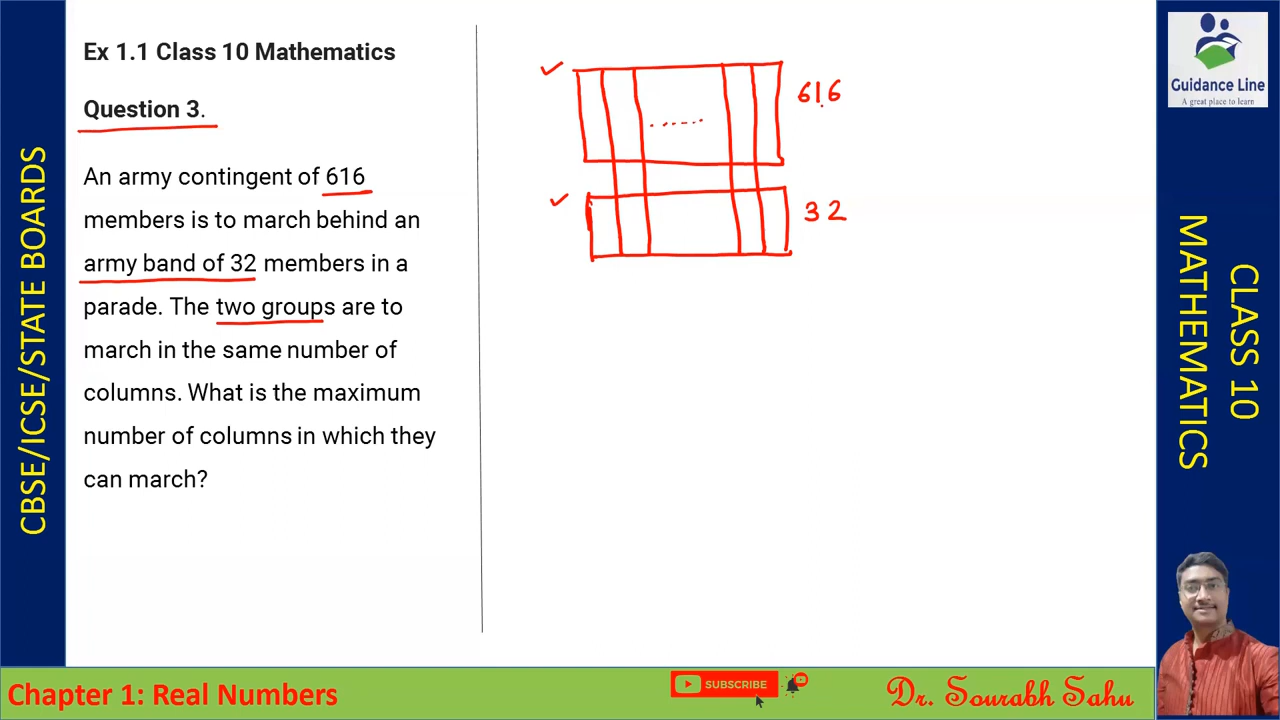 CBSE/ICSE/STATE BOARDS
Ex 1.1 Class 10 Mathematics
Question 3.
An army contingent of 616
members is to march behind an
army band of 32 members in a
parade. The two groups are to
march in the same number of
columns. What is the maximum
number of columns in which they
can march?
616
32
Guidance Line
A great place to learn
CLASS 10
MATHEMATICS
Chapter 1: Real Numbers
SUBSCRIBE
Dr. Sourabh Sahu